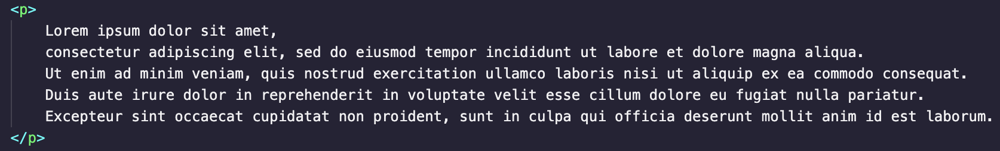 <p>
Lorem ipsum dolor sit amet,
consectetur adipiscing elit, sed do eiusmod tempor incididunt ut labore et dolore magna aliqua.
Ut enim ad minim veniam, quis nostrud exercitation ullamco laboris nisi ut aliquip ex ea commodo consequat.
Duis aute irure dolor in reprehenderit in voluptate velit esse cillum dolore eu fugiat nulla pariatur.
Excepteur sint occaecat cupidatat non proident, sunt in culpa qui officia deserunt mollit anim id est laborum.
</p>